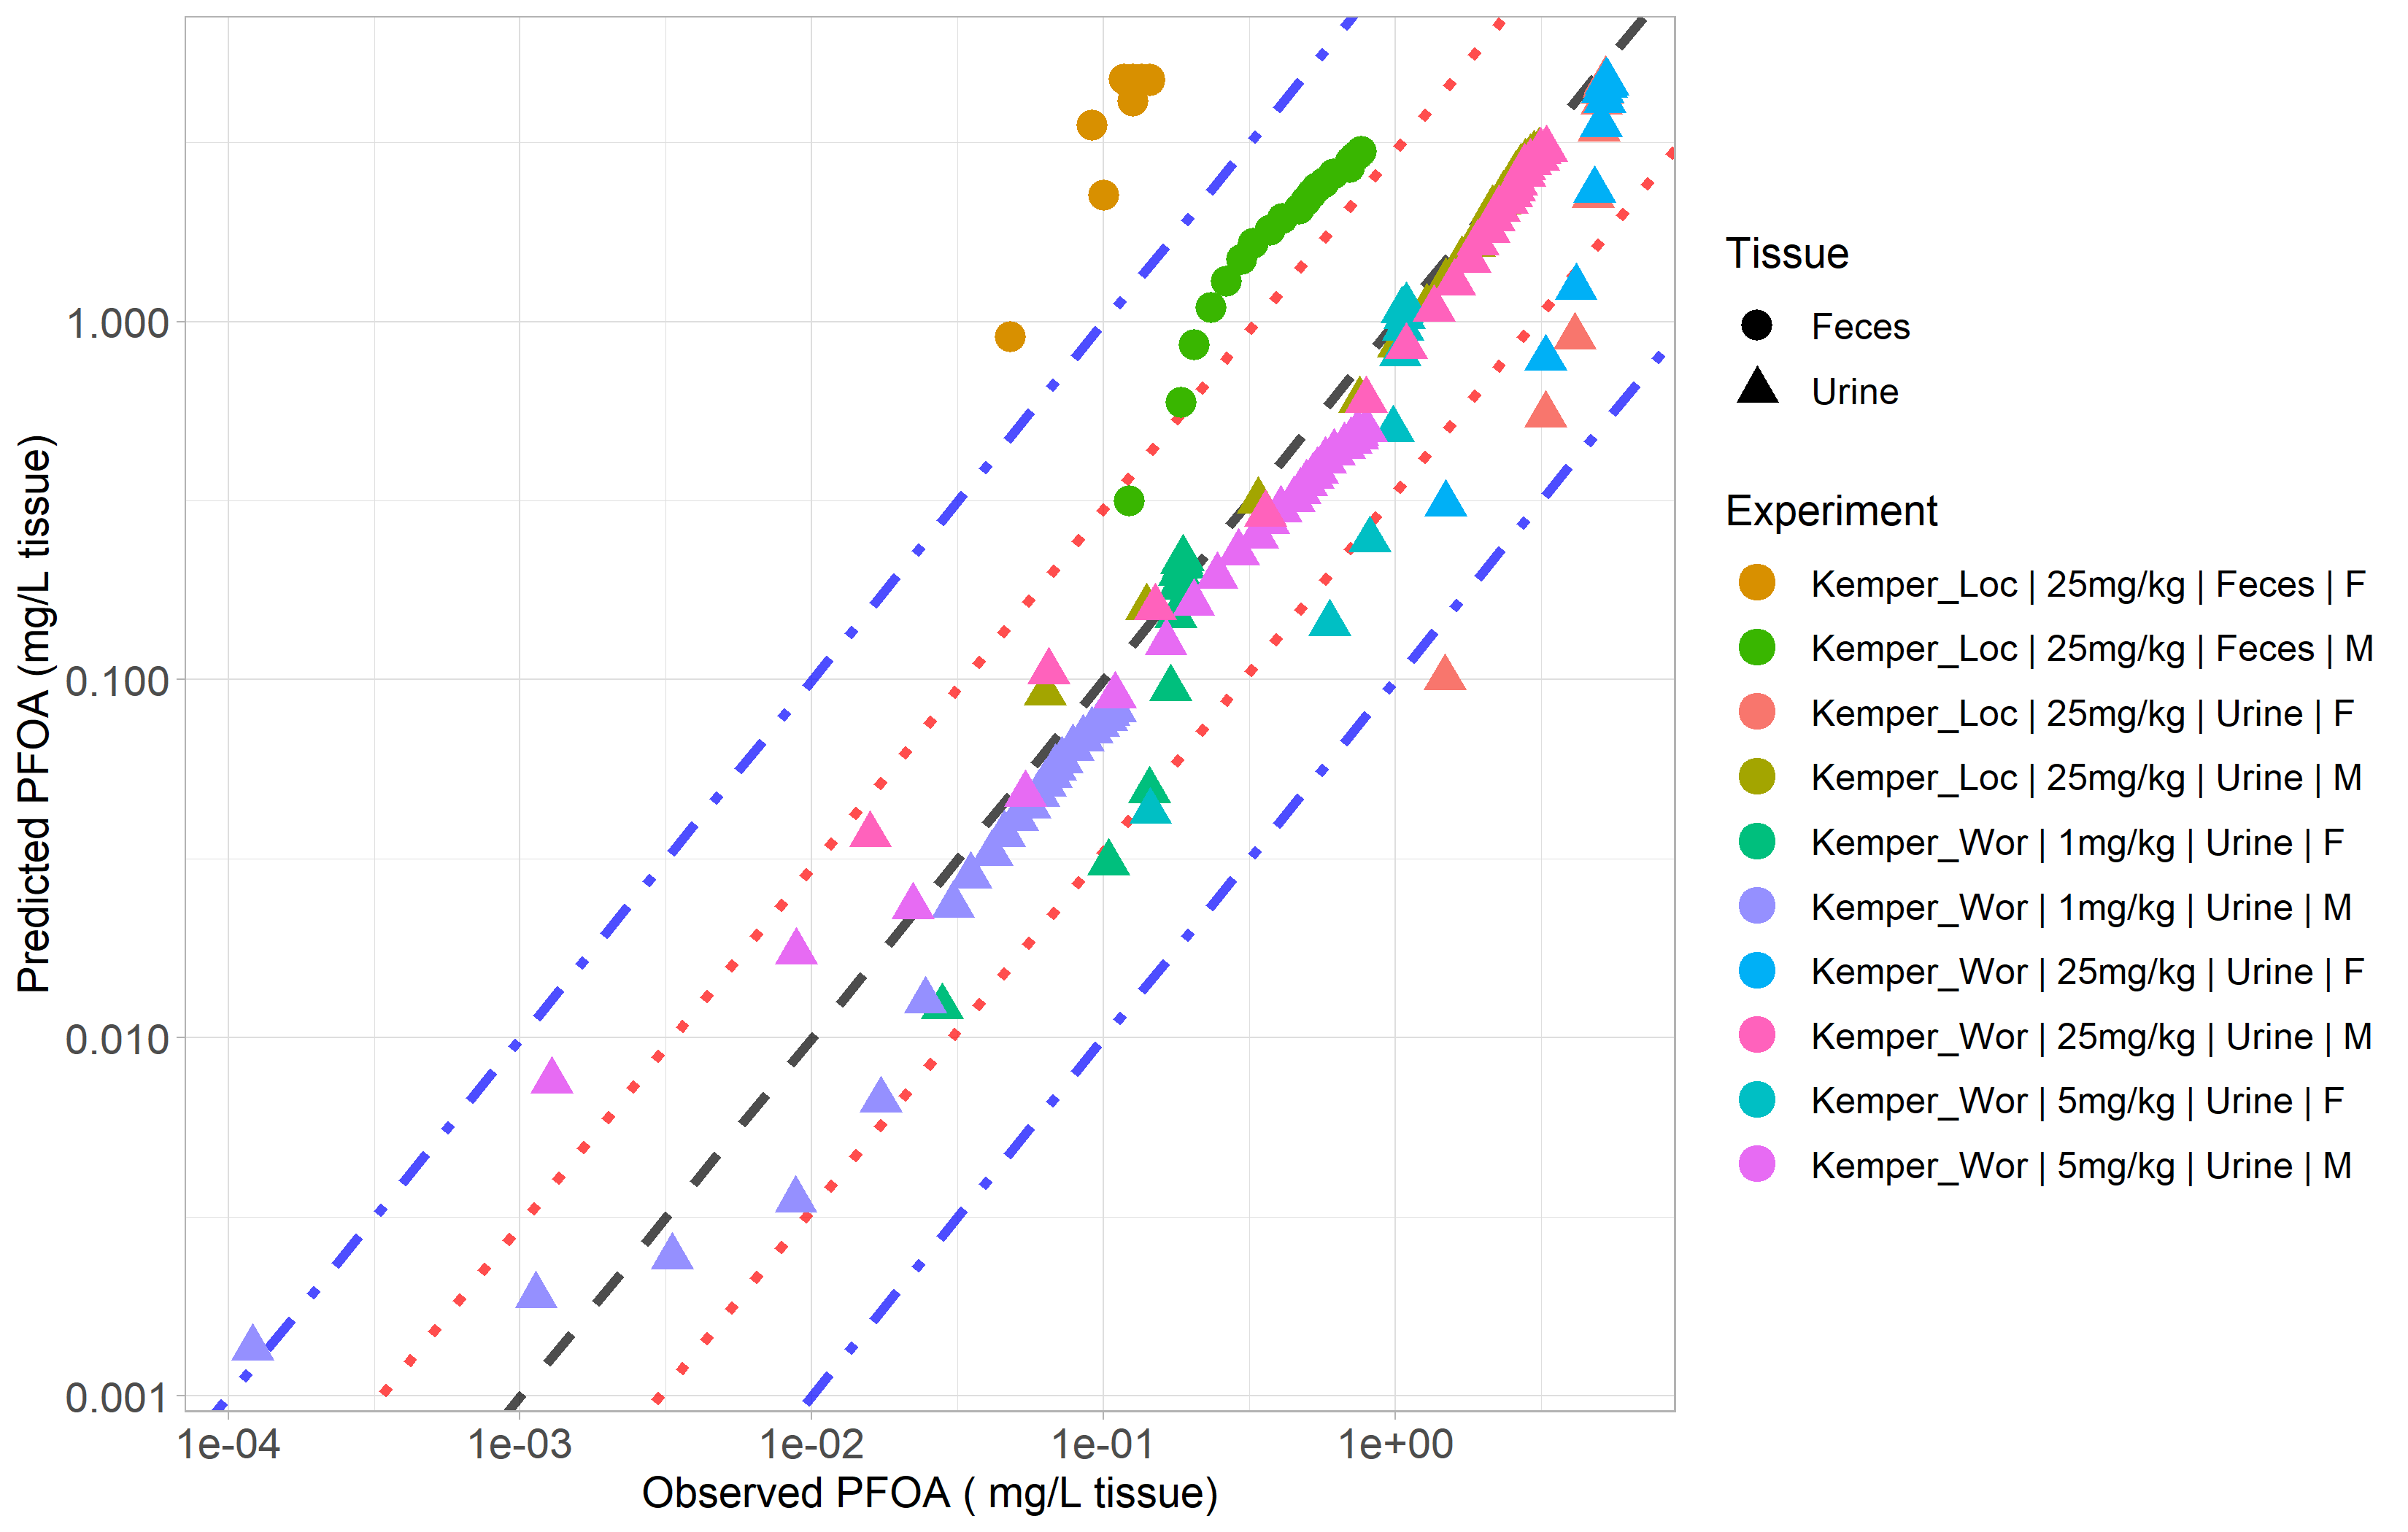 Predicted PFOA (mg/L tissue)
1.000
0.100
0.010
0.001
1e-04
1e-03
1e-02
1e-01
1e+00
Observed PFOA ( mg/L tissue)
Tissue
Feces
Urine
Experiment
Kemper_Loc | 25mg/kg | Feces | F
Kemper_Loc | 25mg/kg | Feces | M
Kemper_Loc | 25mg/kg | Urine | F
Kemper_Loc | 25mg/kg | Urine | M
Kemper_Wor | 1mg/kg | Urine | F
Kemper_Wor | 1mg/kg | Urine | M
Kemper_Wor | 25mg/kg | Urine | F
Kemper_Wor | 25mg/kg | Urine | M
Kemper_Wor | 5mg/kg | Urine | F
Kemper_Wor | 5mg/kg | Urine | M